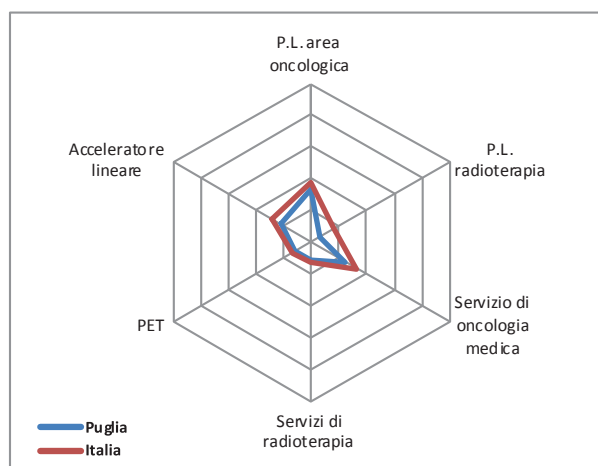 P.L. area
oncologica
Acceleratore
lineare
P.L.
radioterapia
PET
Servizio di
oncologia
medica
Servizi di
radioterapia
Puglia
Italia